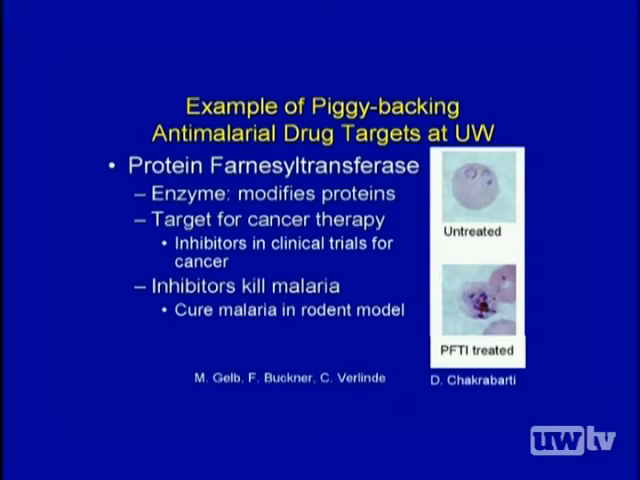 Example of Piggy-backing
Antimalarial Drug Targets at UW
• Protein Farnesyltransferase
– Enzyme: modifies proteins
– Target for cancer therapy
• Inhibitors in clinical trials for
cancer
– Inhibitors kill malaria
• Cure malaria in rodent model
Untreated
PFTI treated
M. Gelb, F. Buckner, C. Verlinde
D. Chakrabarti
uwtv